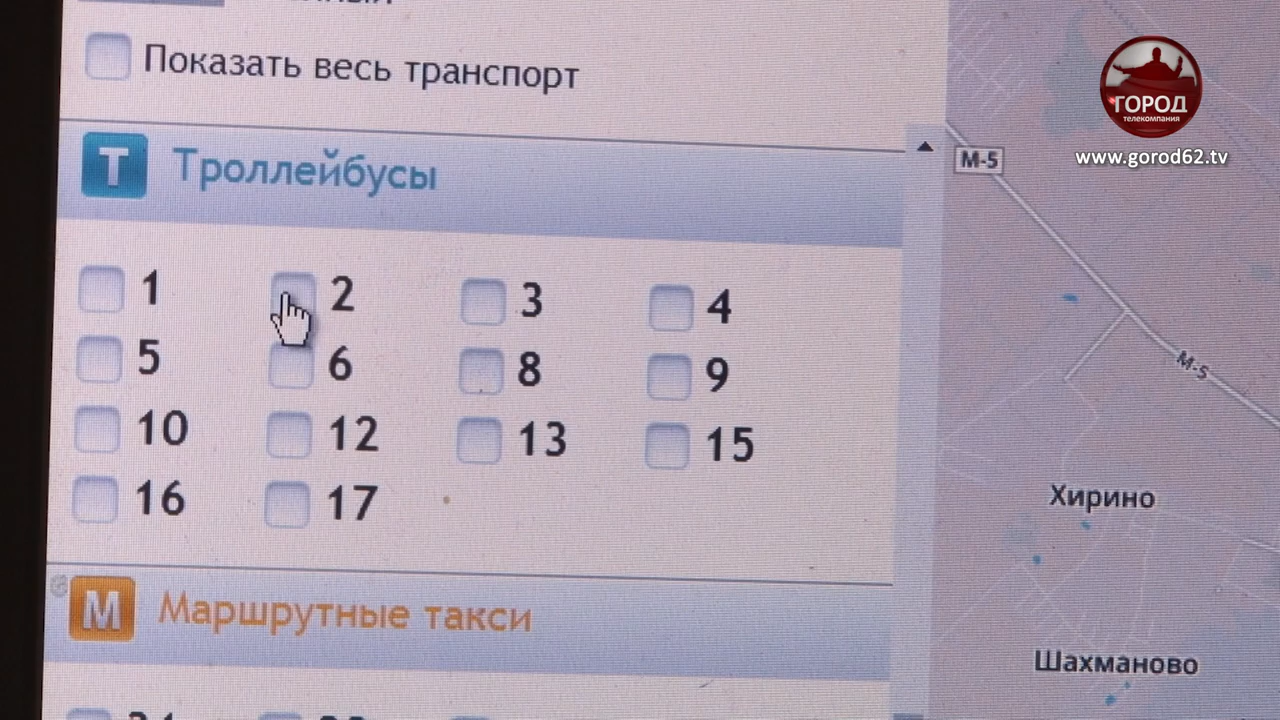 Показать весь транспорт
ГОРОД
телекомпания
www.gorod62.tv
М-5
Т Троллейбусы
1 2 3 4
5 6 8 9
М-5
10 12 13 15
16 17
Хирино
М Маршрутные такси
Шахманово